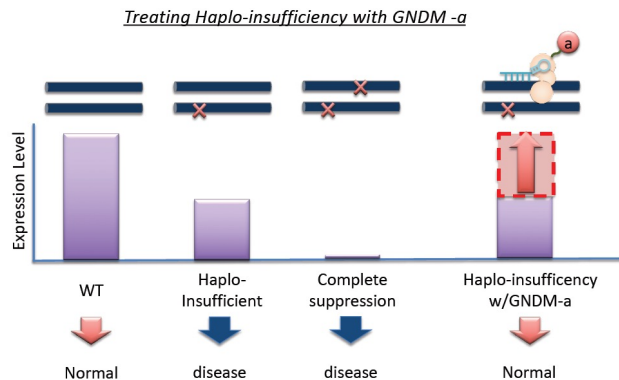 Treating Haplo-insufficiency with GNDM -a
a
Expression Level
WT
Haplo-
Insufficient
Complete
suppression
Haplo-insufficency
w/GNDM-a
Normal
disease
disease
Normal